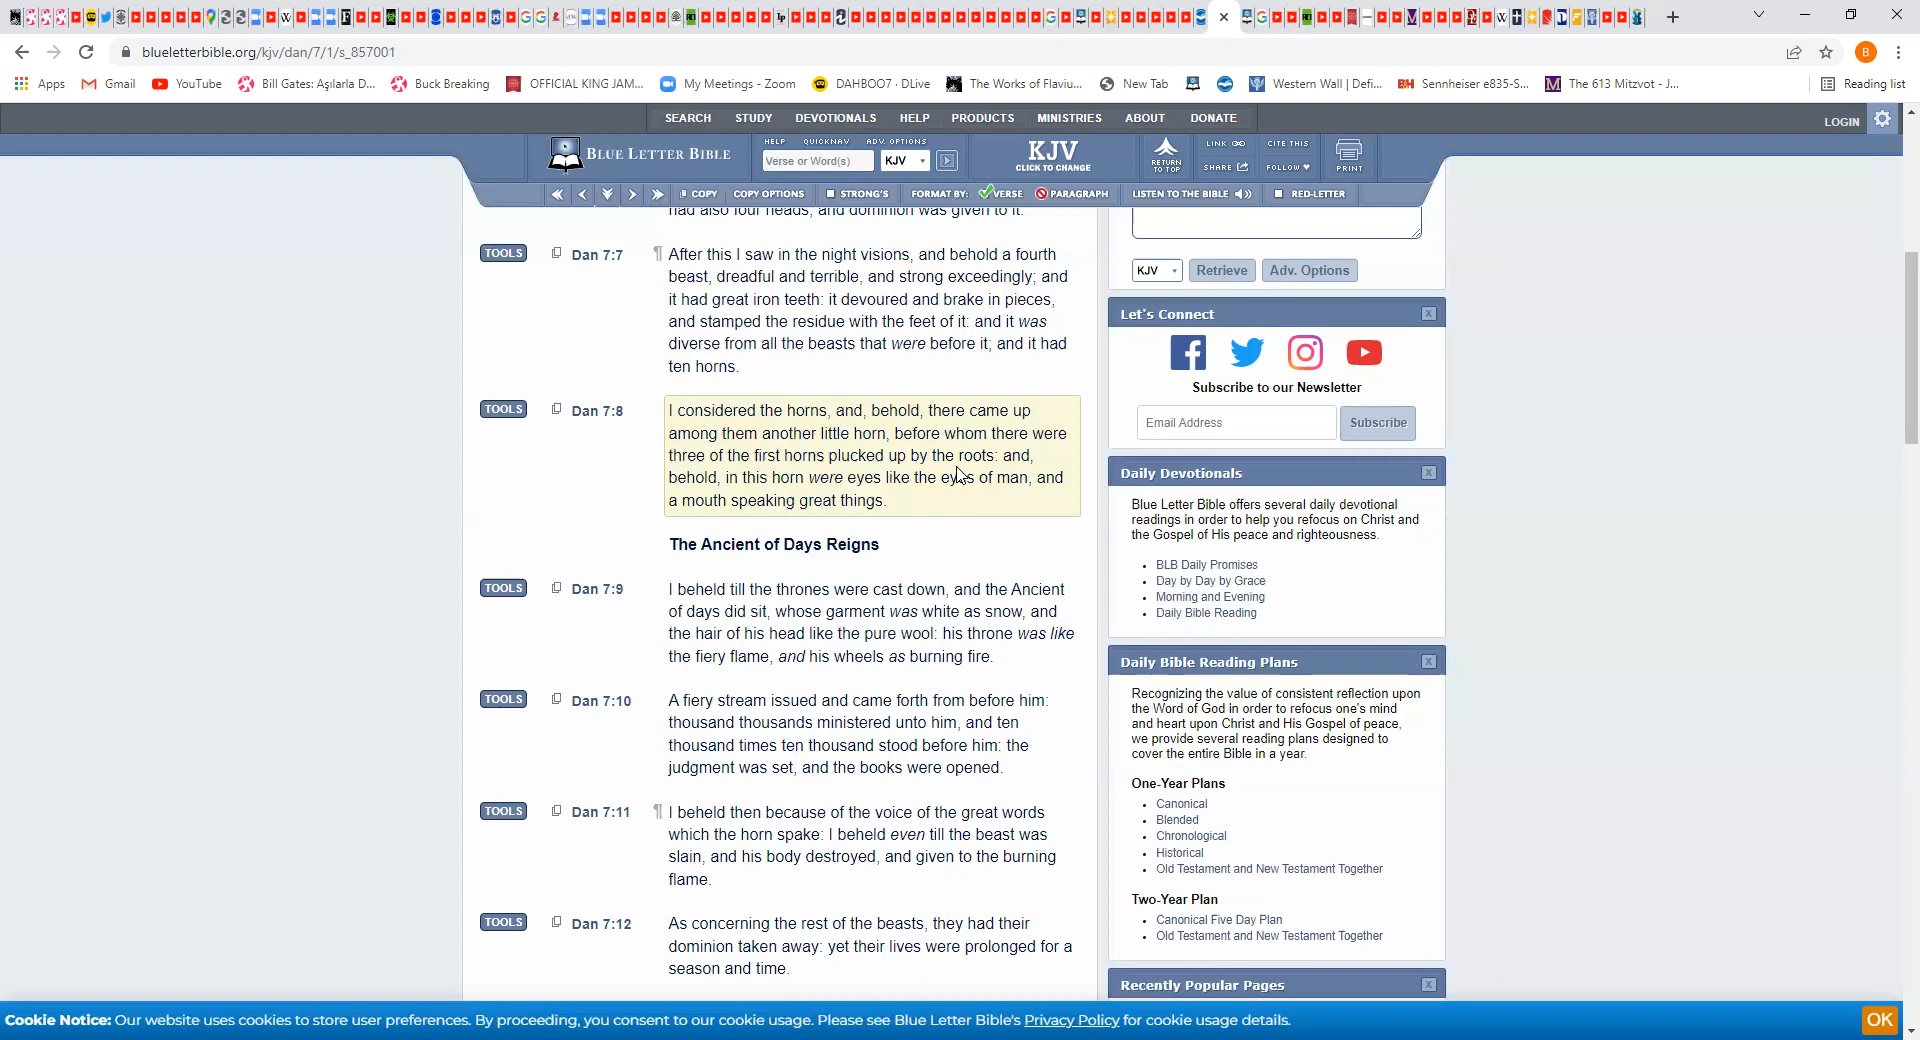 blueletterbible.org/kjv/dan/7/1/s_857001
B
Apps
Gmail
YouTube
Bill Gates: Aşılarla D...
Buck Breaking
OFFICIAL KING JAM...
My Meetings - Zoom
DAHBOO7 · DLive
The Works of Flaviu...
New Tab
Western Wall | Defi...
Sennheiser e835-S...
The 613 Mitzvot - J...
Reading list
SEARCH STUDY DEVOTIONALS HELP PRODUCTS MINISTRIES ABOUT DONATE
LOGIN
BLUE LETTER BIBLE
HELP QUICKNAV ADV. OPTIONS
Verse or Word(s)
KJV
KJV
CLICK TO CHANGE
RETURN TO TOP
LINK
CITE THIS
SHARE
FOLLOW
PRINT
COPY COPY OPTIONS STRONG'S FORMAT BY: VERSE PARAGRAPH LISTEN TO THE BIBLE RED-LETTER
had also four heads; and dominion was given to it.
TOOLS Dan 7:7 ¶ After this I saw in the night visions, and behold a fourth
beast, dreadful and terrible, and strong exceedingly; and
it had great iron teeth: it devoured and brake in pieces,
and stamped the residue with the feet of it: and it was
diverse from all the beasts that were before it; and it had
ten horns.
TOOLS Dan 7:8 I considered the horns, and, behold, there came up
among them another little horn, before whom there were
three of the first horns plucked up by the roots: and,
behold, in this horn were eyes like the eyes of man, and
a mouth speaking great things.
The Ancient of Days Reigns
TOOLS Dan 7:9 I beheld till the thrones were cast down, and the Ancient
of days did sit, whose garment was white as snow, and
the hair of his head like the pure wool: his throne was like
the fiery flame, and his wheels as burning fire.
TOOLS Dan 7:10 A fiery stream issued and came forth from before him:
thousand thousands ministered unto him, and ten
thousand times ten thousand stood before him: the
judgment was set, and the books were opened.
TOOLS Dan 7:11 ¶ I beheld then because of the voice of the great words
which the horn spake: I beheld even till the beast was
slain, and his body destroyed, and given to the burning
flame.
TOOLS Dan 7:12 As concerning the rest of the beasts, they had their
dominion taken away: yet their lives were prolonged for a
season and time.
KJV Retrieve Adv. Options
Let's Connect
Subscribe to our Newsletter
Email Address Subscribe
Daily Devotionals
Blue Letter Bible offers several daily devotional
readings in order to help you refocus on Christ and
the Gospel of His peace and righteousness.
BLB Daily Promises
Day by Day by Grace
Morning and Evening
Daily Bible Reading
Daily Bible Reading Plans
Recognizing the value of consistent reflection upon
the Word of God in order to refocus one's mind
and heart upon Christ and His Gospel of peace,
we provide several reading plans designed to
cover the entire Bible in a year.
One-Year Plans
Canonical
Blended
Chronological
Historical
Old Testament and New Testament Together
Two-Year Plan
Canonical Five Day Plan
Old Testament and New Testament Together
Recently Popular Pages
Cookie Notice: Our website uses cookies to store user preferences. By proceeding, you consent to our cookie usage. Please see Blue Letter Bible's Privacy Policy for cookie usage details.
OK